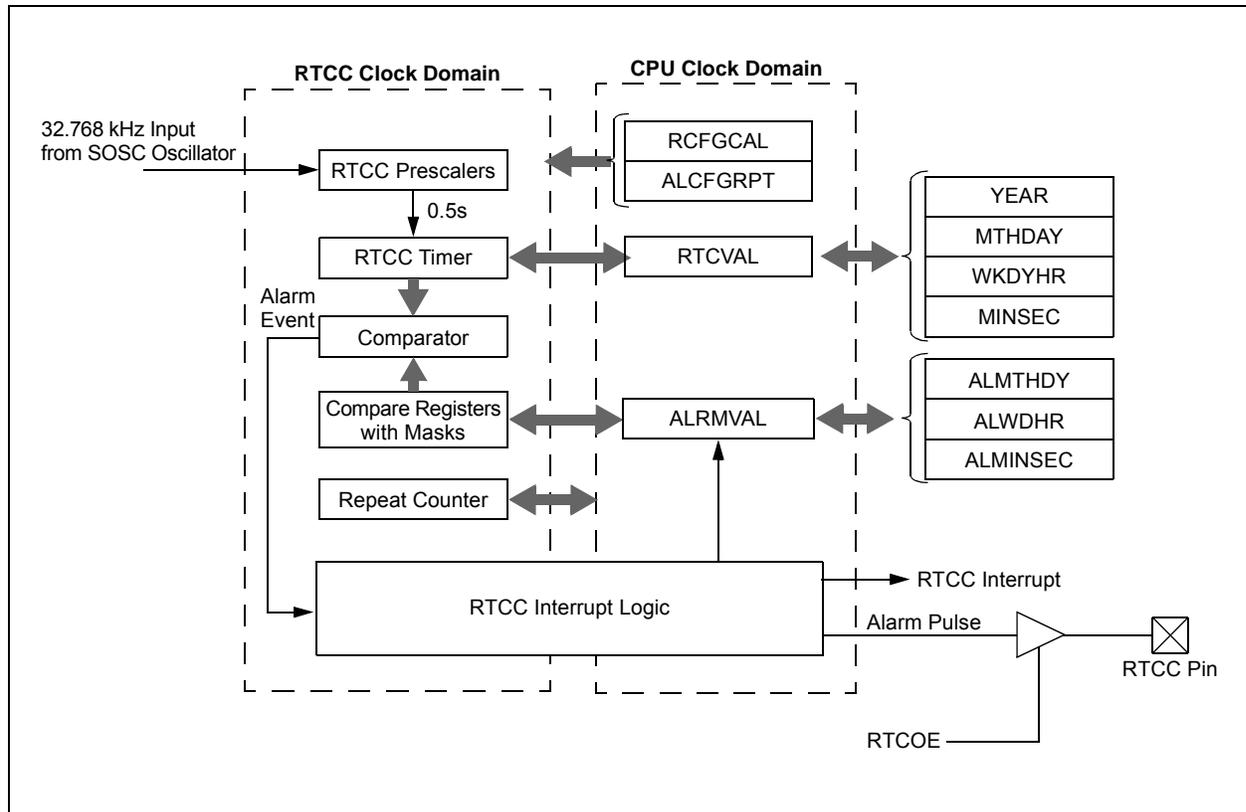 RTCC Clock Domain
CPU Clock Domain
32.768 kHz Input
from SOSC Oscillator
RTCC Prescalers
0.5s
RTCC Timer
Alarm
Event
Comparator
Compare Registers
with Masks
Repeat Counter
RCFGCAL
ALCFGRPT
RTCVAL
ALRMVAL
YEAR
MTHDAY
WKDYHR
MINSEC
ALMTHDY
ALWDHR
ALMINSEC
RTCC Interrupt Logic
RTCC Interrupt
Alarm Pulse
RTCC Pin
RTCOE